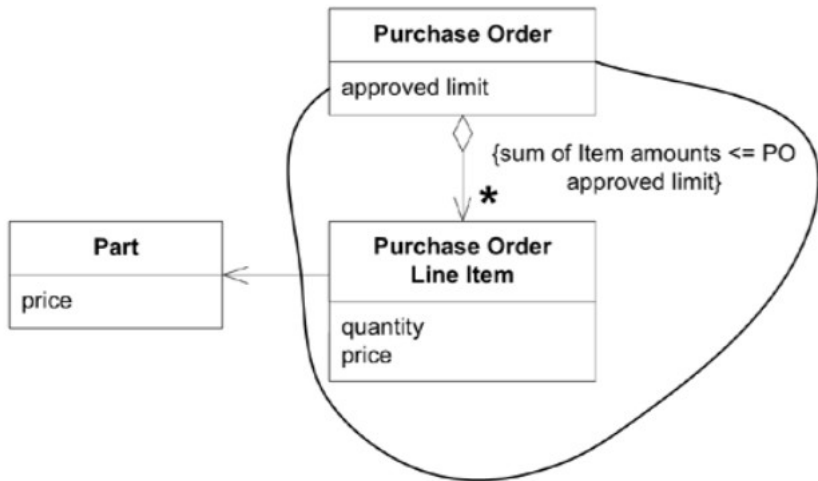 Purchase Order
approved limit
{sum of Item amounts <= PO
approved limit}
*
Part
price
Purchase Order
Line Item
quantity
price